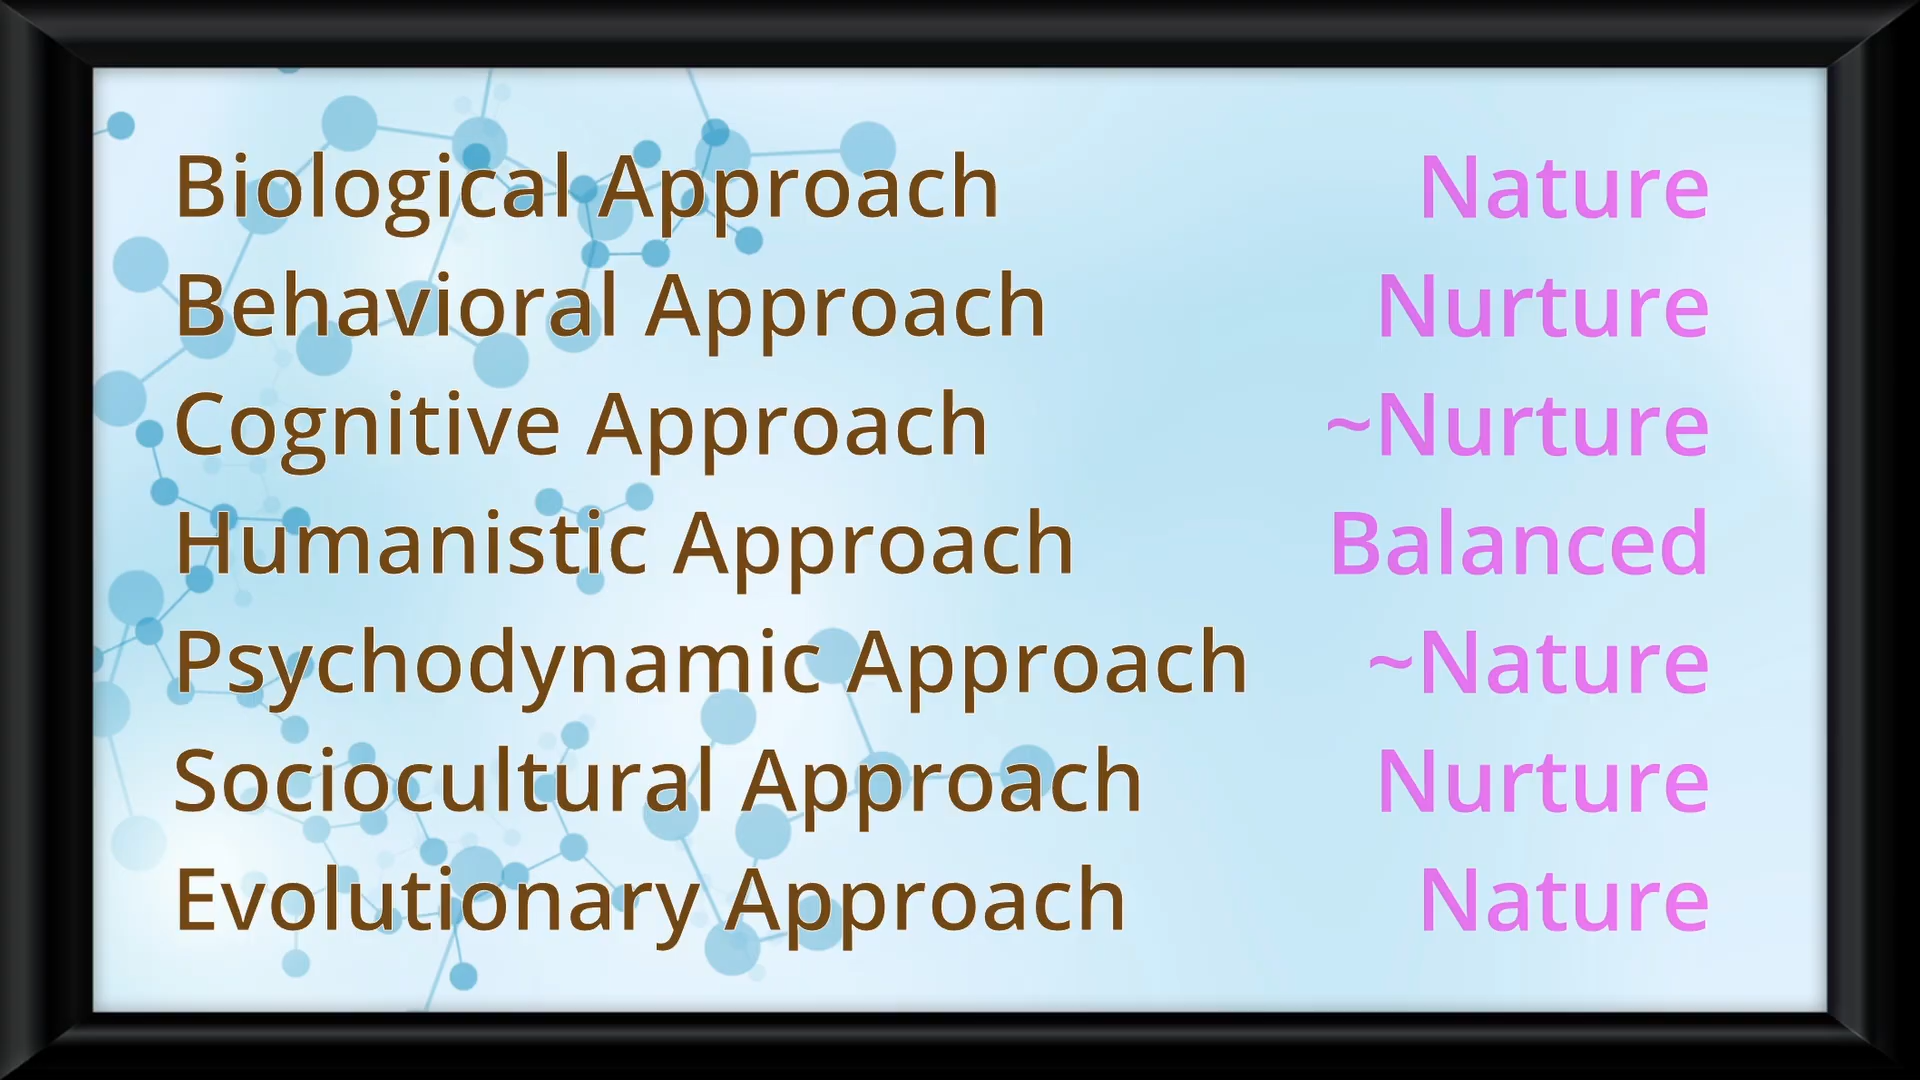 Biological Approach Nature
Behavioral Approach Nurture
Cognitive Approach ~Nurture
Humanistic Approach Balanced
Psychodynamic Approach ~Nature
Sociocultural Approach Nurture
Evolutionary Approach Nature